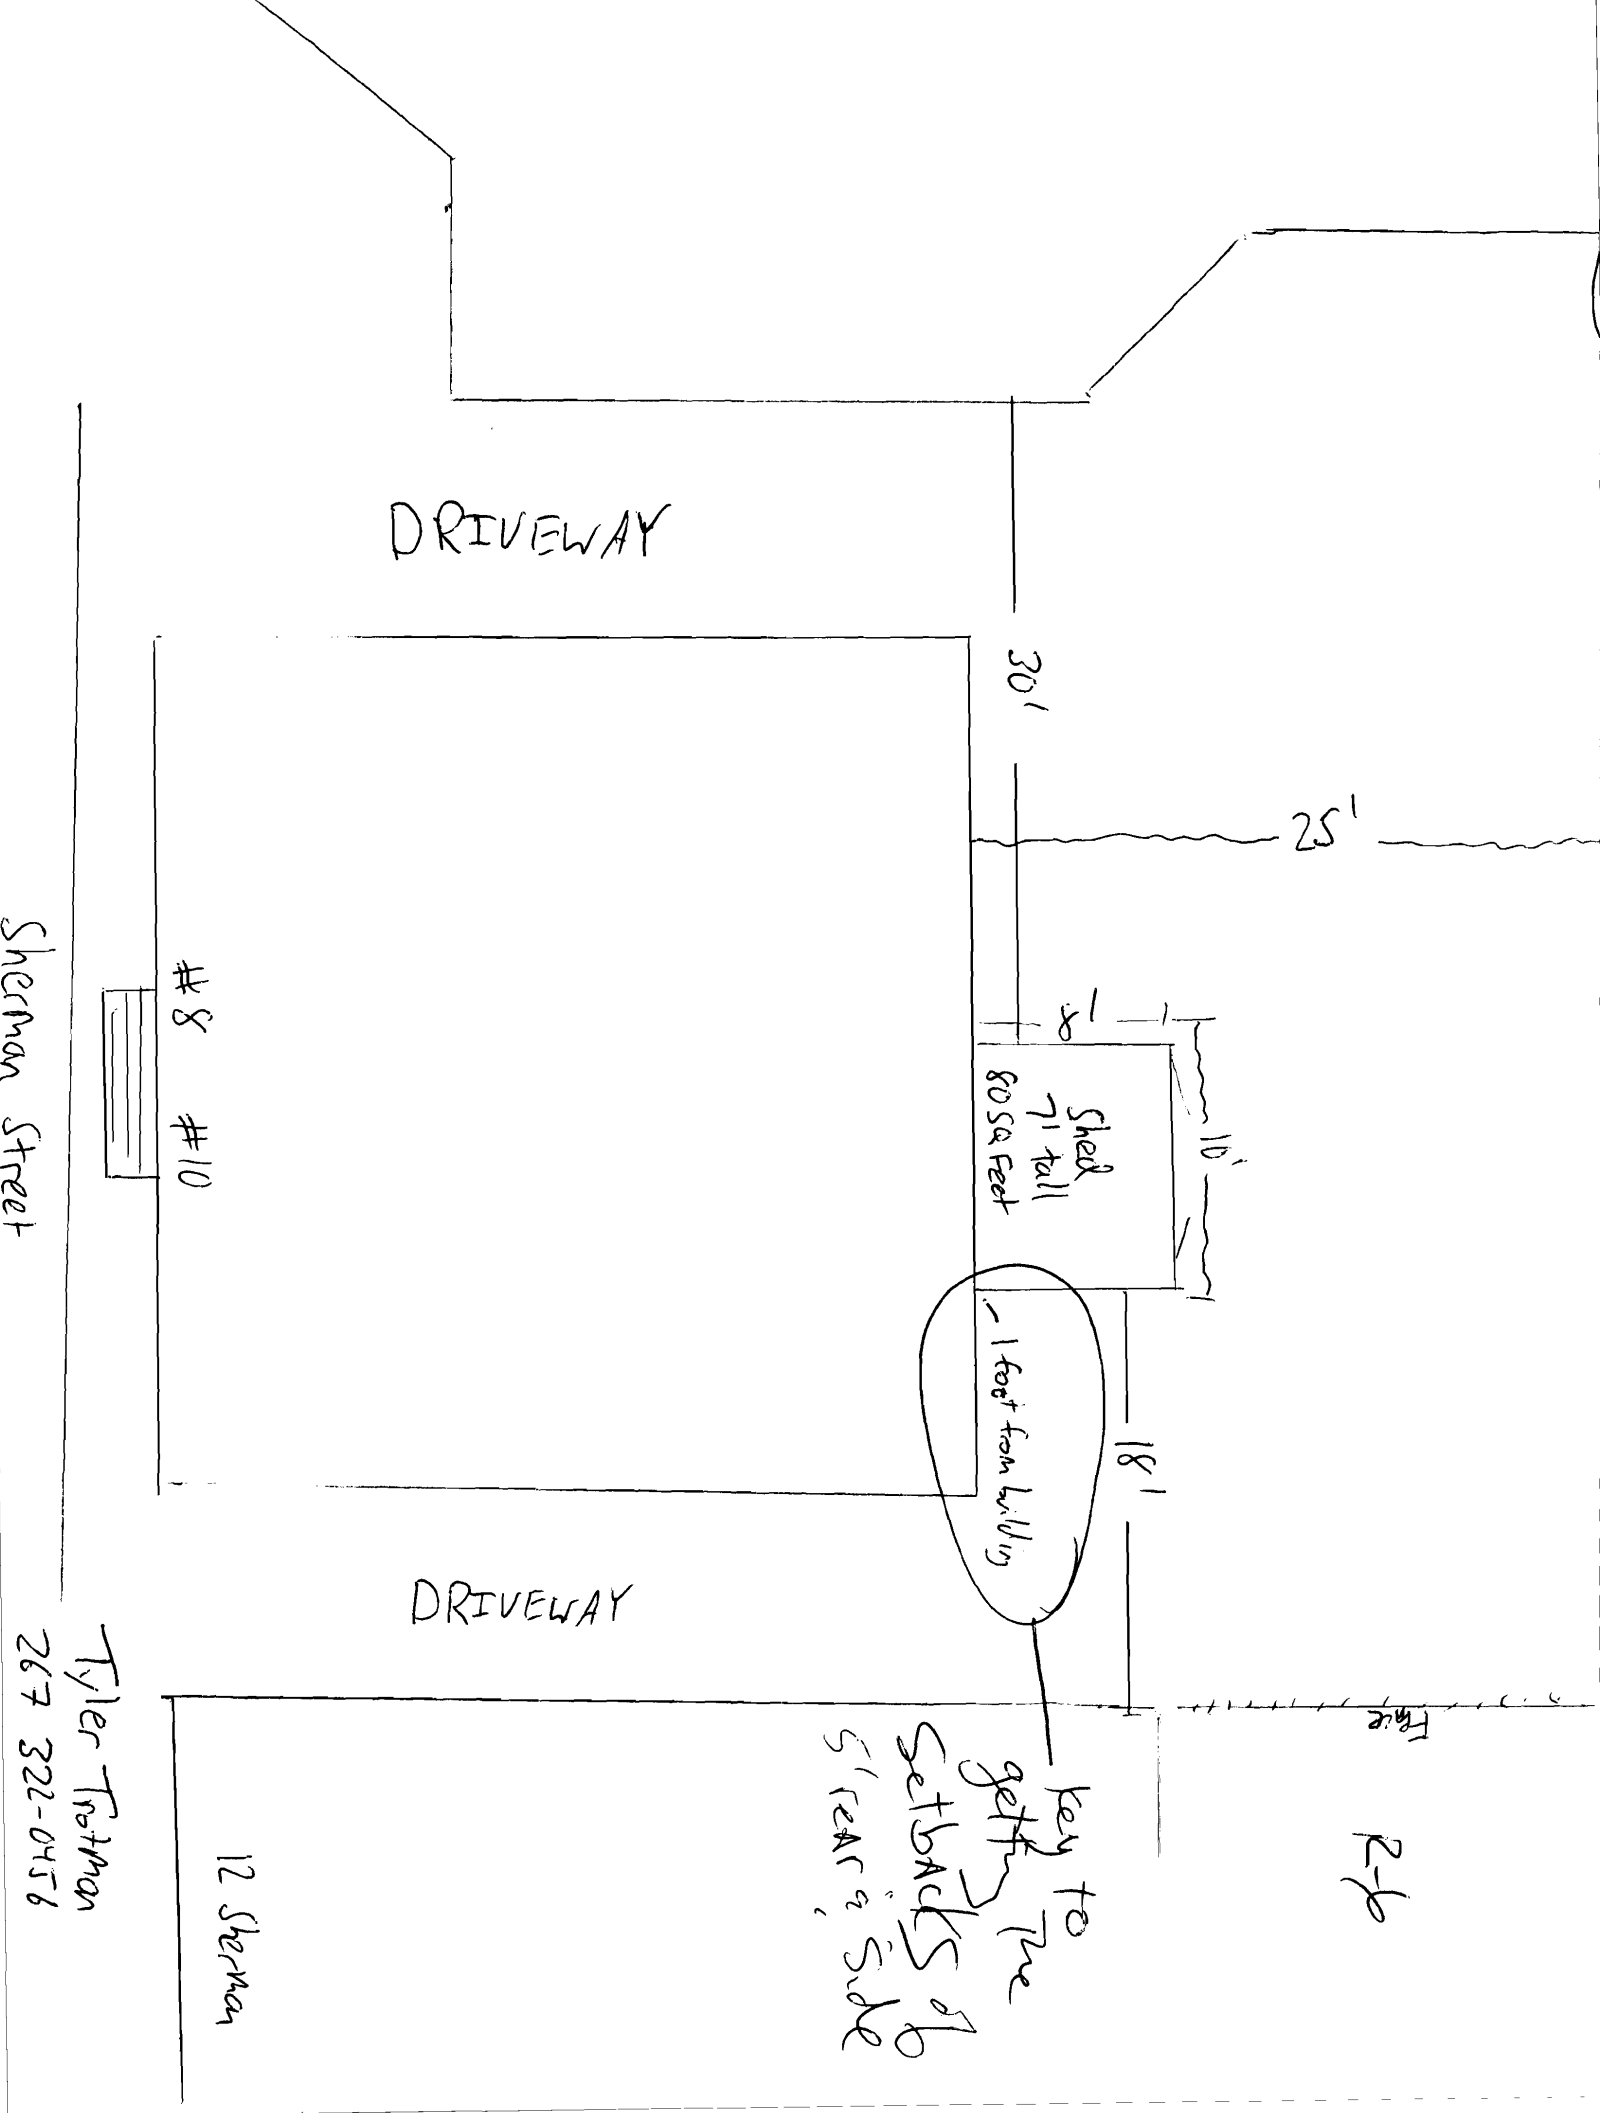 DRIVEWAY
30'
25'
8'
10'
Shed
7' tall
80 SQ Feet
- 1 foot from building
18'
#8
#10
Sherman Street
DRIVEWAY
Fence
R-6
Key to
getting The
Setbacks of
5' rear & Side
12 Sherman
Tyler Trotman
267 322-0456